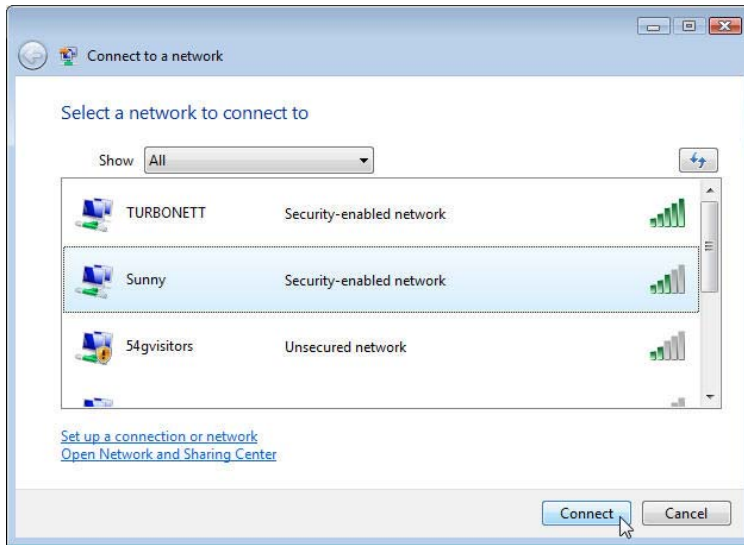 Connect to a network
Select a network to connect to
Show All
TURBONETT Security-enabled network
Sunny Security-enabled network
54gvisitors Unsecured network
Set up a connection or network
Open Network and Sharing Center
Connect Cancel